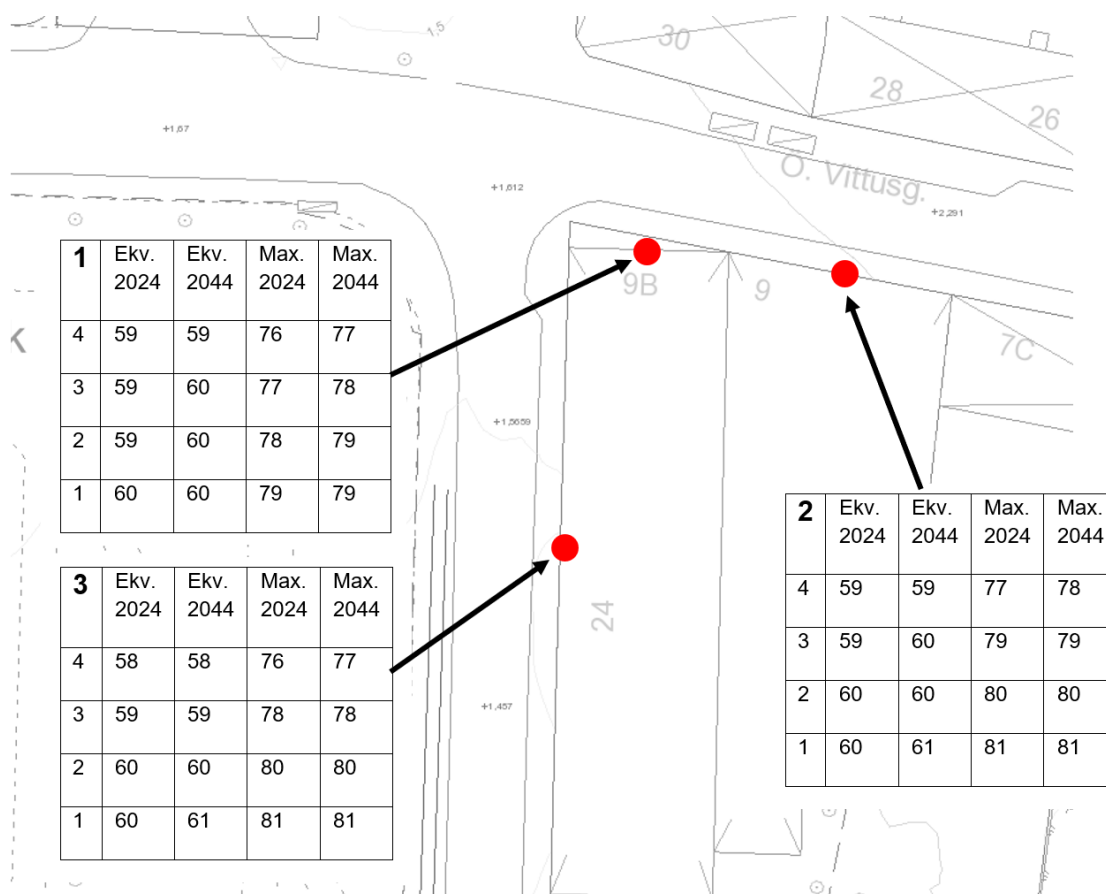 30
1,5
28
26
+1,67
Ö. Vittusg.
+1,612
+2,291
1 Ekv. 2024 Ekv. 2044 Max. 2024 Max. 2044
4 59 59 76 77
3 59 60 77 78
2 59 60 78 79
1 60 60 79 79
9B
9
7C
K
+1,5659
2 Ekv. 2024 Ekv. 2044 Max. 2024 Max. 2044
4 59 59 77 78
3 59 60 79 79
2 60 60 80 80
1 60 61 81 81
3 Ekv. 2024 Ekv. 2044 Max. 2024 Max. 2044
4 58 58 76 77
3 59 59 78 78
2 60 60 80 80
1 60 61 81 81
24
+1,457